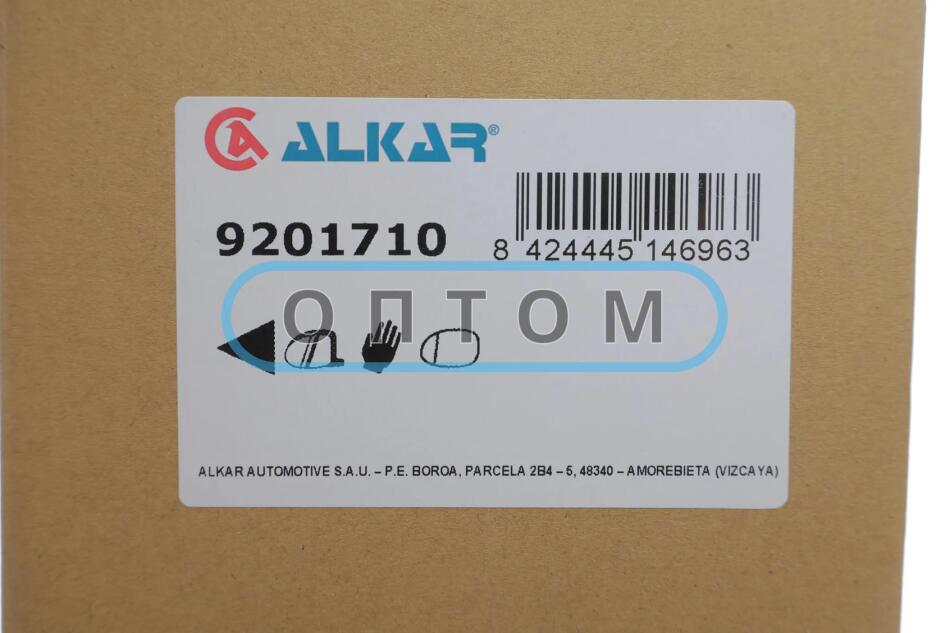 ALKAR®
9201710
8 424445 146963
ОПТОМ
ALKAR AUTOMOTIVE S.A.U. – P.E. BOROA, PARCELA 2B4 – 5, 48340 – AMOREBIETA (VIZCAYA)